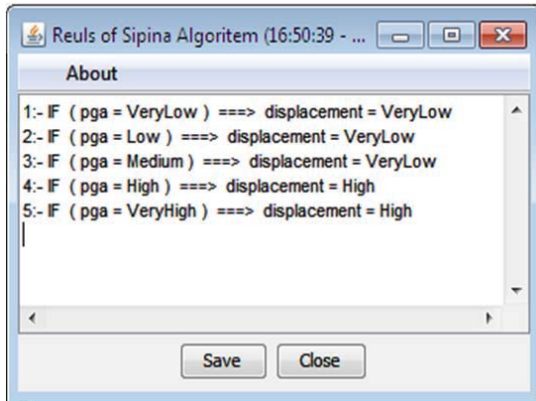 Reuls of Sipina Algoritem (16:50:39 - ...
About
1:- IF ( pga = VeryLow ) ===> displacement = VeryLow
2:- IF ( pga = Low ) ===> displacement = VeryLow
3:- IF ( pga = Medium ) ===> displacement = VeryLow
4:- IF ( pga = High ) ===> displacement = High
5:- IF ( pga = VeryHigh ) ===> displacement = High
Save Close